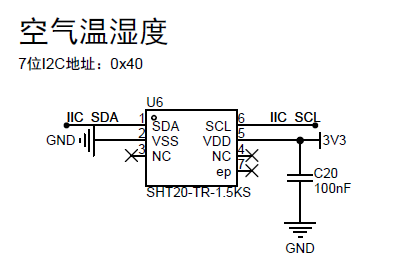 空气温湿度
7位I2C地址：0x40
U6
IIC_SDA 1 SDA SCL 6 IIC_SCL
GND 2 VSS VDD 5 3V3
3 NC NC 4
ep 7
SHT20-TR-1.5KS
C20
100nF
GND